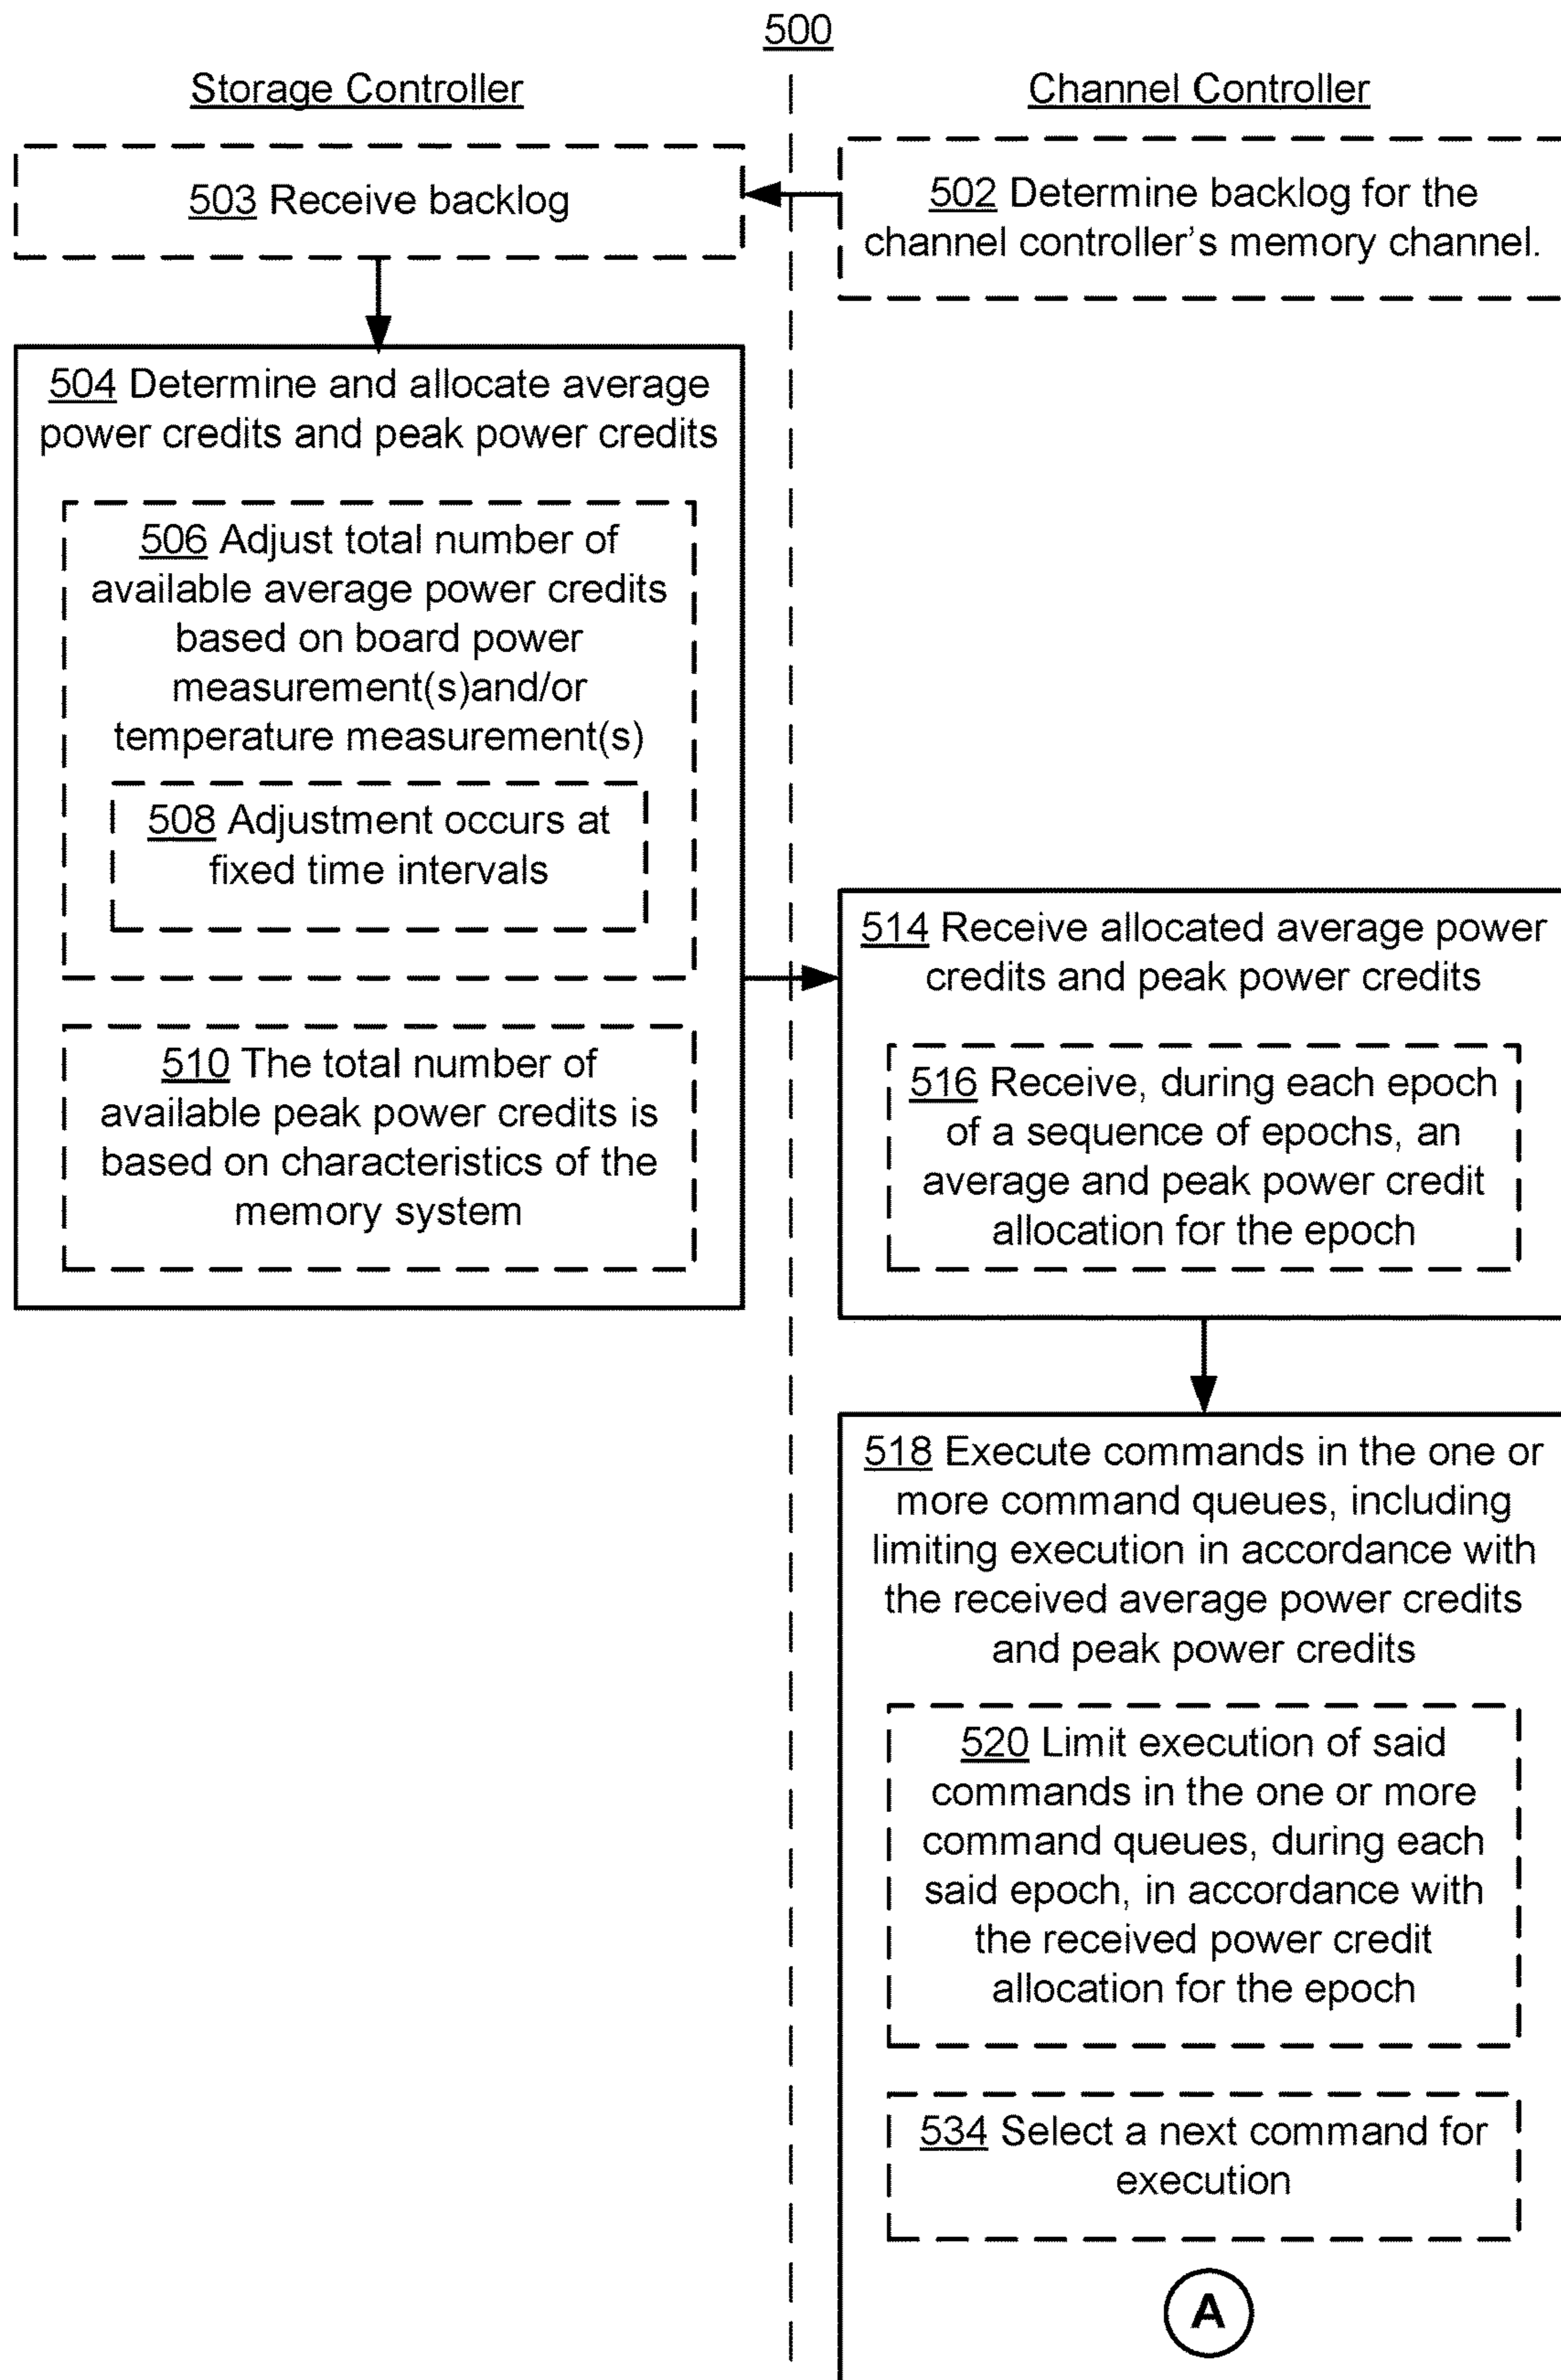 500
Storage Controller
Channel Controller
503 Receive backlog
502 Determine backlog for the
channel controller's memory channel.
504 Determine and allocate average
power credits and peak power credits
506 Adjust total number of
available average power credits
based on board power
measurement(s)and/or
temperature measurement(s)
508 Adjustment occurs at
fixed time intervals
510 The total number of
available peak power credits is
based on characteristics of the
memory system
514 Receive allocated average power
credits and peak power credits
516 Receive, during each epoch
of a sequence of epochs, an
average and peak power credit
allocation for the epoch
518 Execute commands in the one or
more command queues, including
limiting execution in accordance with
the received average power credits
and peak power credits
520 Limit execution of said
commands in the one or more
command queues, during each
said epoch, in accordance with
the received power credit
allocation for the epoch
534 Select a next command for
execution
A